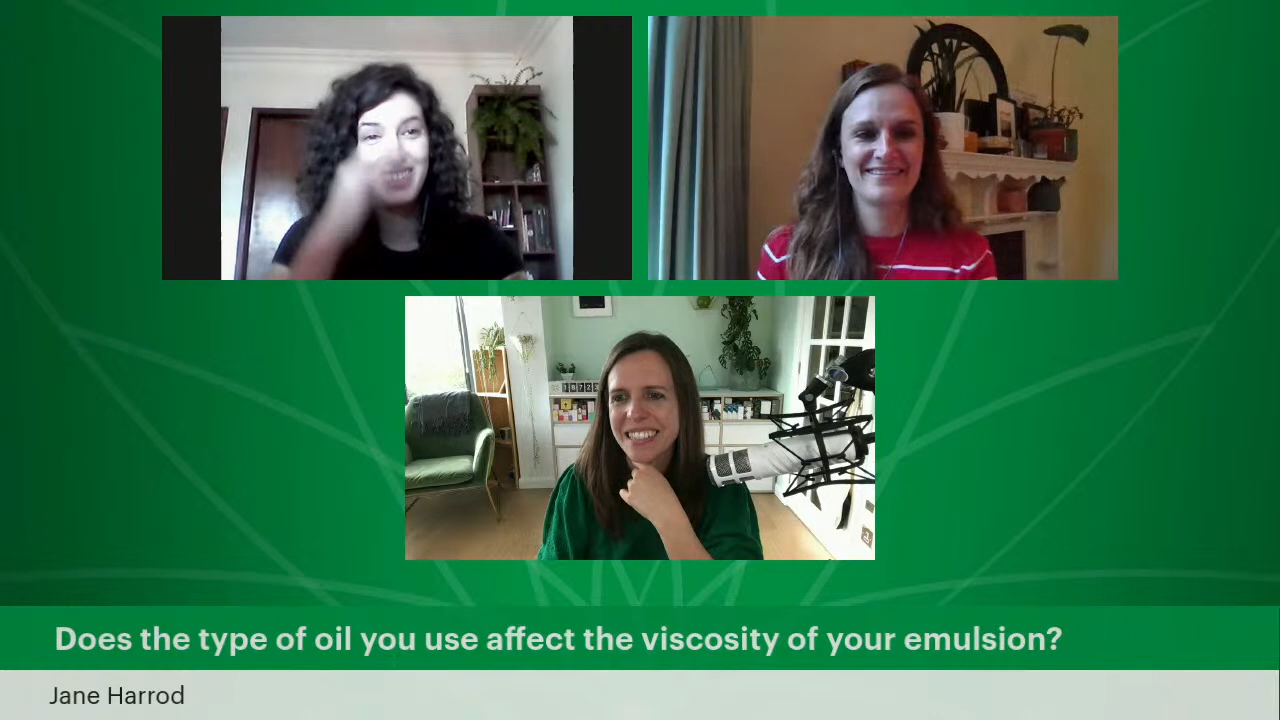 Does the type of oil you use affect the viscosity of your emulsion?
Jane Harrod